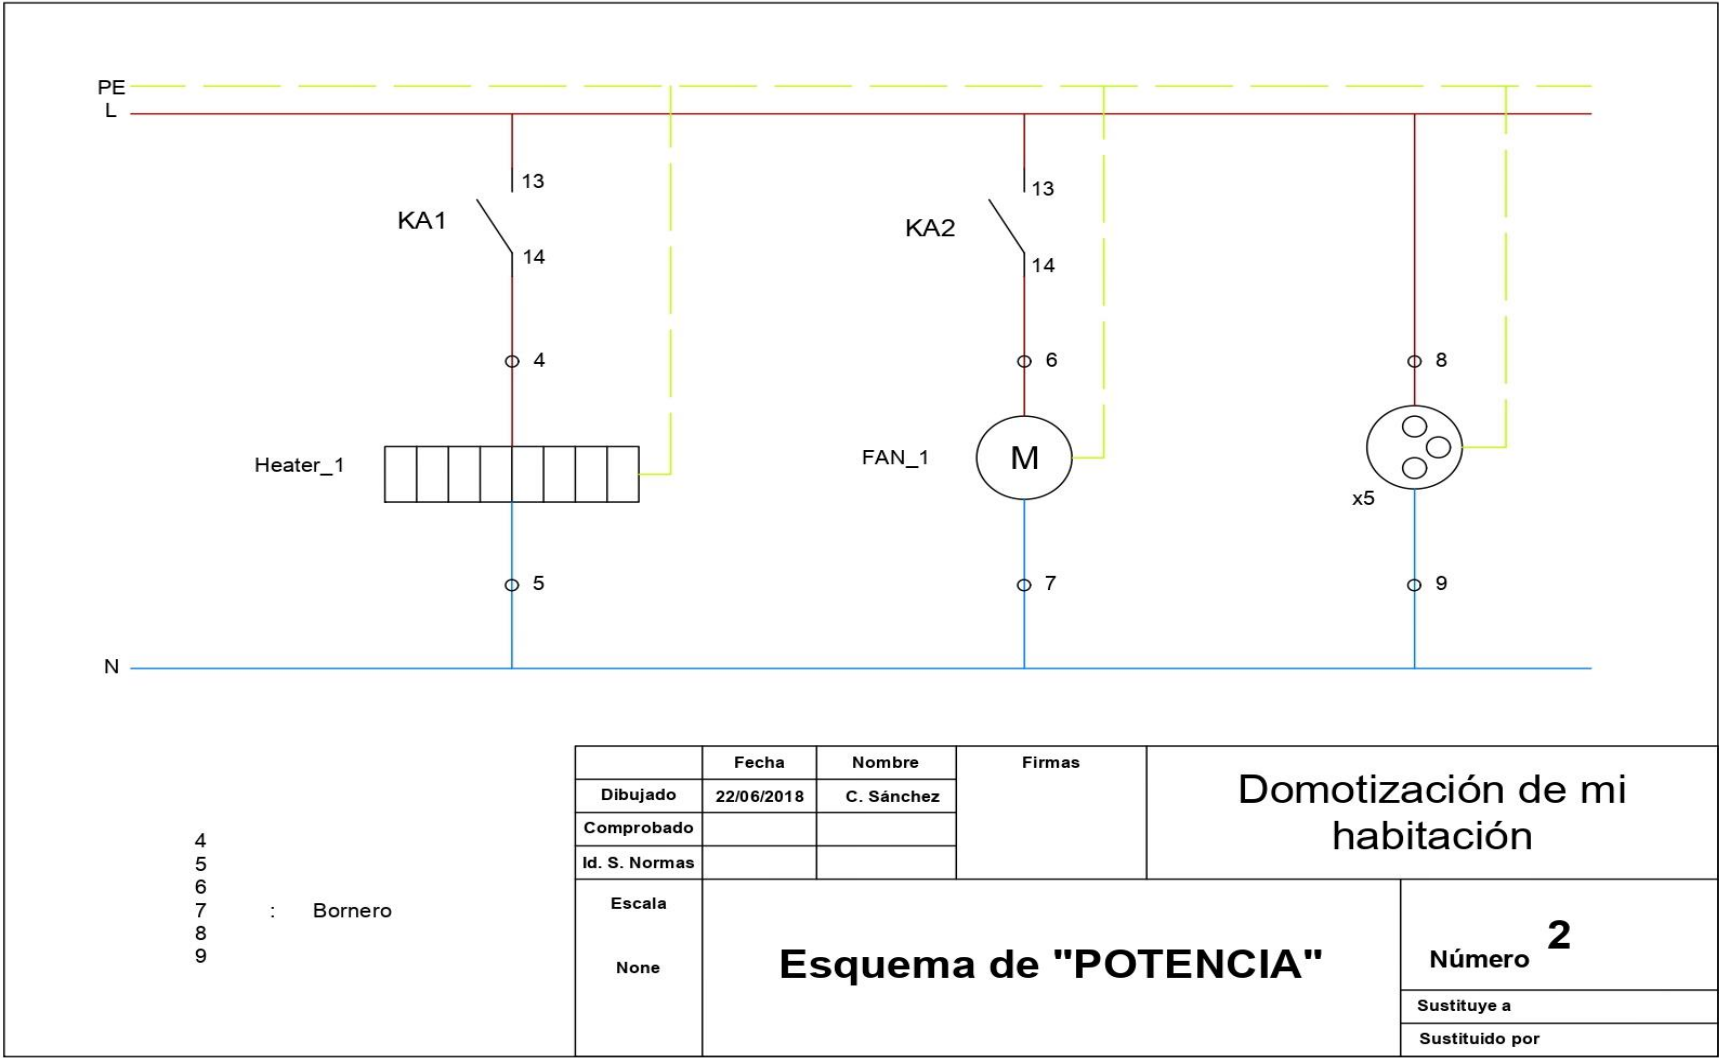 PE
L
13
KA1
14
13
KA2
14
4
6
8
Heater_1
FAN_1
M
x5
5
7
9
N
Fecha
Nombre
Firmas
Dibujado
22/06/2018
C. Sánchez
Comprobado
Id. S. Normas
Domotización de mi
habitación
4
5
6
7 : Bornero
8
9
Escala
None
Esquema de "POTENCIA"
Número 2
Sustituye a
Sustituido por